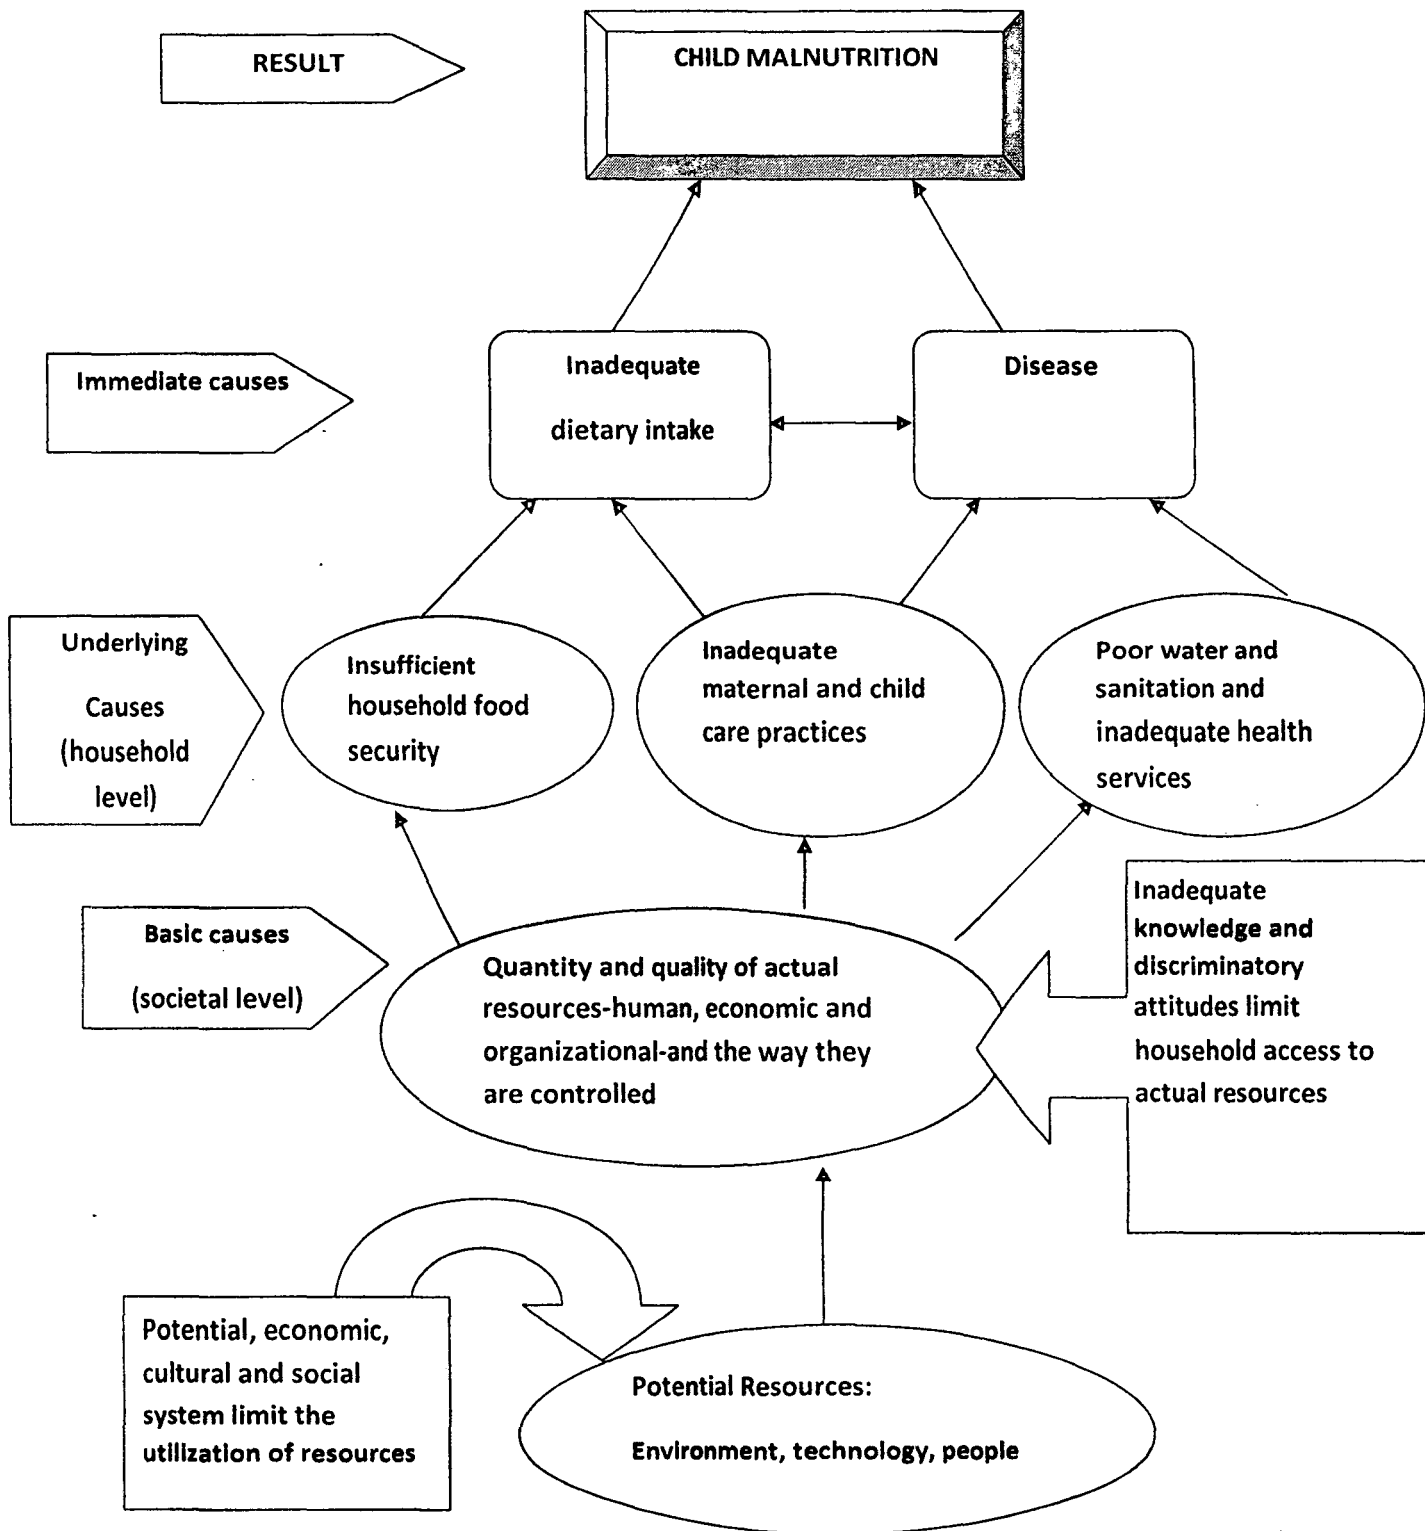 RESULT
CHILD MALNUTRITION
Immediate causes
Inadequate
dietary intake
Disease
Underlying
Causes
(household
level)
Insufficient
household food
security
Inadequate
maternal and child
care practices
Poor water and
sanitation and
inadequate health
services
Basic causes
(societal level)
Quantity and quality of actual
resources-human, economic and
organizational-and the way they
are controlled
Inadequate
knowledge and
discriminatory
attitudes limit
household access to
actual resources
Potential, economic,
cultural and social
system limit the
utilization of resources
Potential Resources:
Environment, technology, people